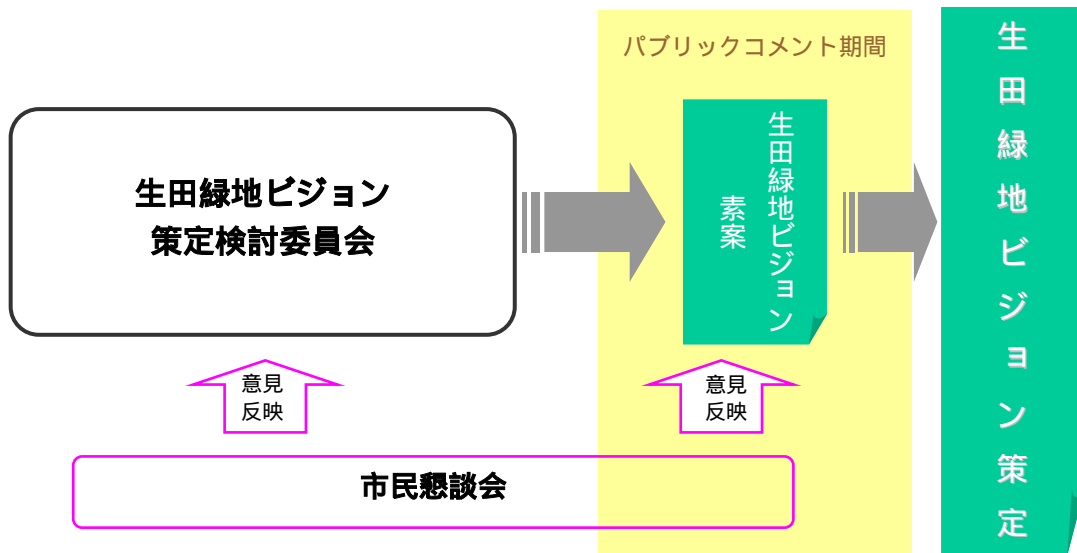 パブリックコメント期間
生田緑地ビジョン
策定検討委員会
生田緑地ビジョン
素案
生田緑地ビジョン策定
意見
反映
意見
反映
市民懇談会